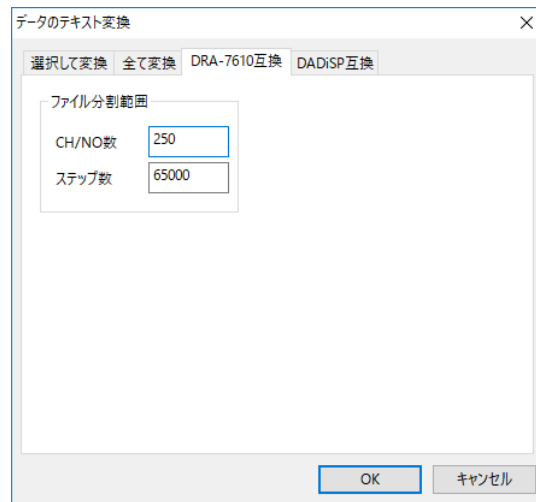 データのテキスト変換
選択して変換 全て変換 DRA-7610互換 DADiSP互換
ファイル分割範囲
CH/NO数 250
ステップ数 65000
OK キャンセル